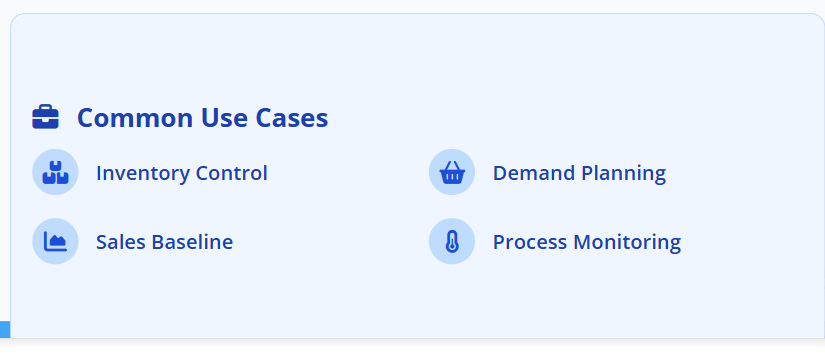 Common Use Cases
Inventory Control
Demand Planning
Sales Baseline
Process Monitoring